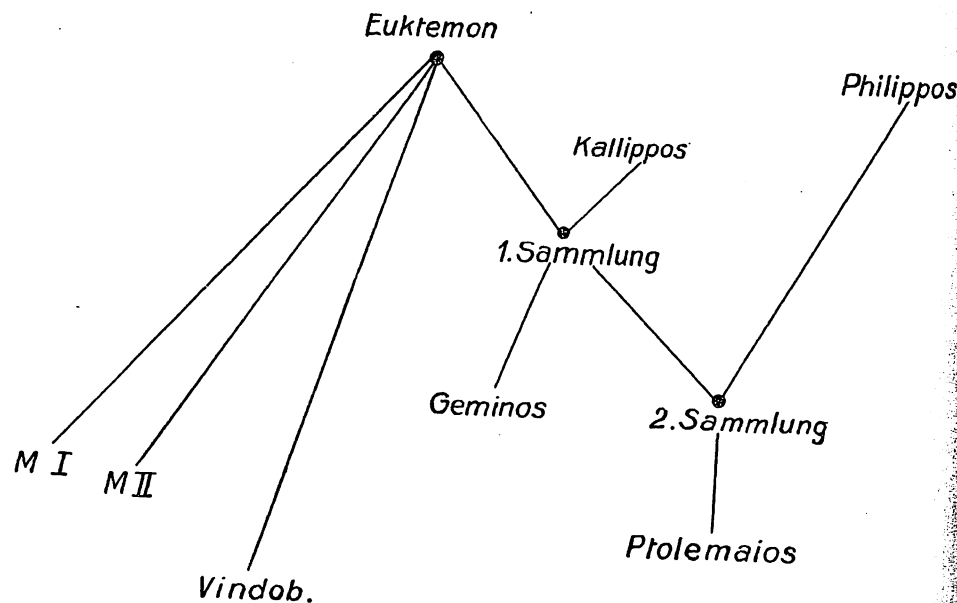 Euktemon
Philippos
Kallippos
1. Sammlung
Geminos
2. Sammlung
M I
M II
Ptolemaios
Vindob.